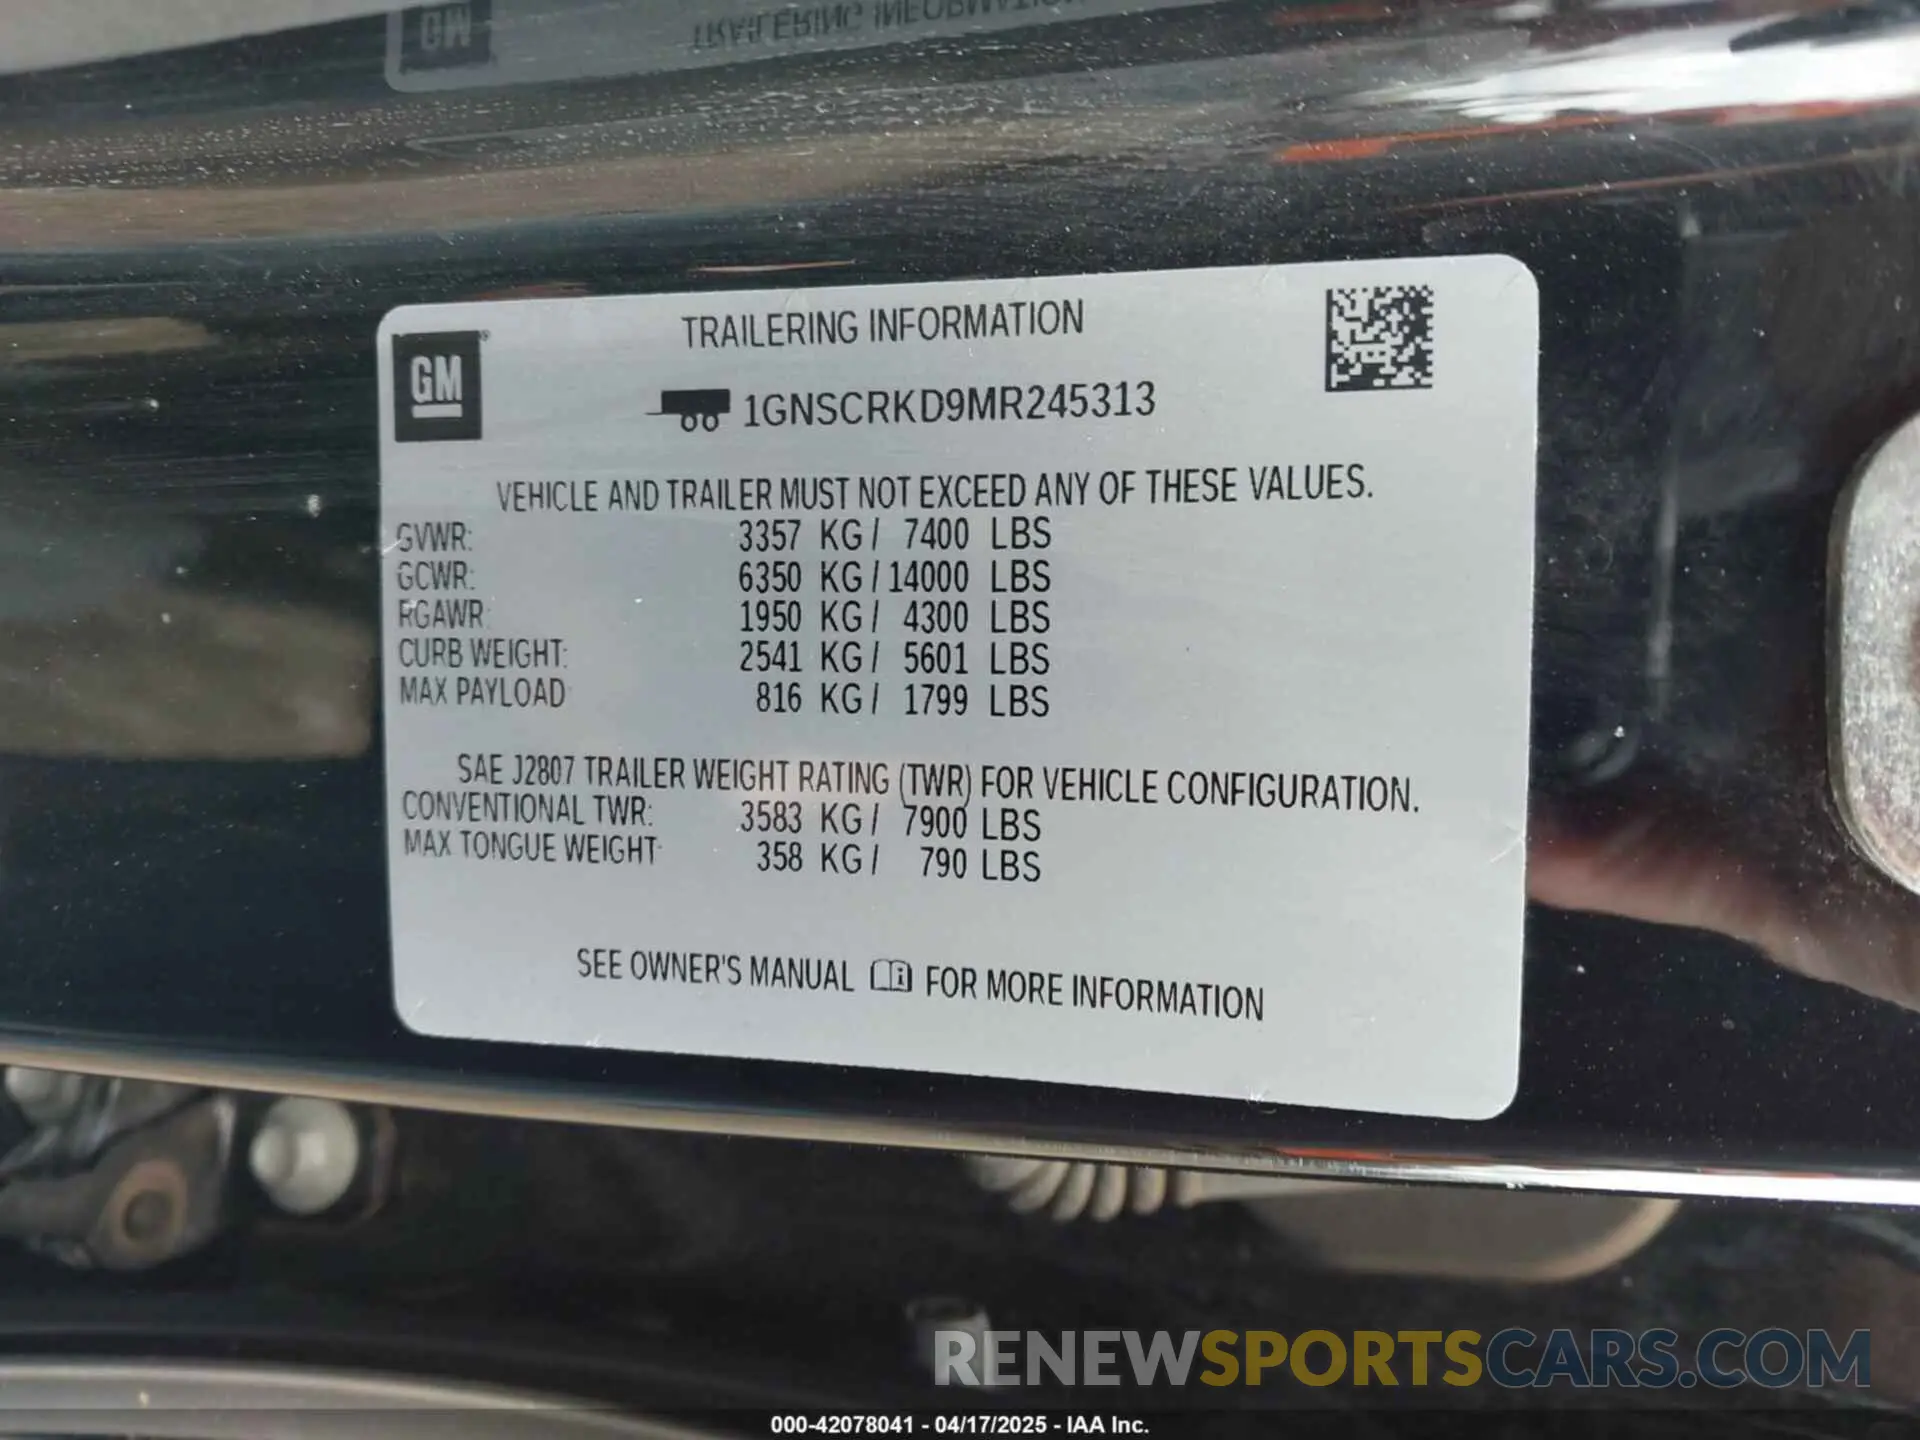 GM
TRAILERING INFORMATION
GM®
TRAILERING INFORMATION
1GNSCRKD9MR245313
VEHICLE AND TRAILER MUST NOT EXCEED ANY OF THESE VALUES.
GVWR: 3357 KG / 7400 LBS
GCWR: 6350 KG / 14000 LBS
RGAWR: 1950 KG / 4300 LBS
CURB WEIGHT: 2541 KG / 5601 LBS
MAX PAYLOAD 816 KG / 1799 LBS
SAE J2807 TRAILER WEIGHT RATING (TWR) FOR VEHICLE CONFIGURATION.
CONVENTIONAL TWR: 3583 KG / 7900 LBS
MAX TONGUE WEIGHT: 358 KG / 790 LBS
SEE OWNER'S MANUAL FOR MORE INFORMATION
RENEWSPORTSCARS.COM
000-42078041 - 04/17/2025 - IAA Inc.